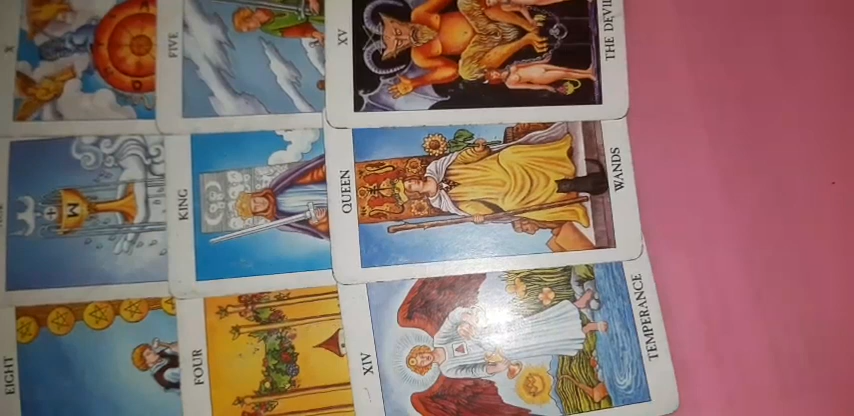 X
FIVE
XV
THE DEVIL
KING
QUEEN
WANDS
EIGHT
FOUR
XIV
TEMPERANCE